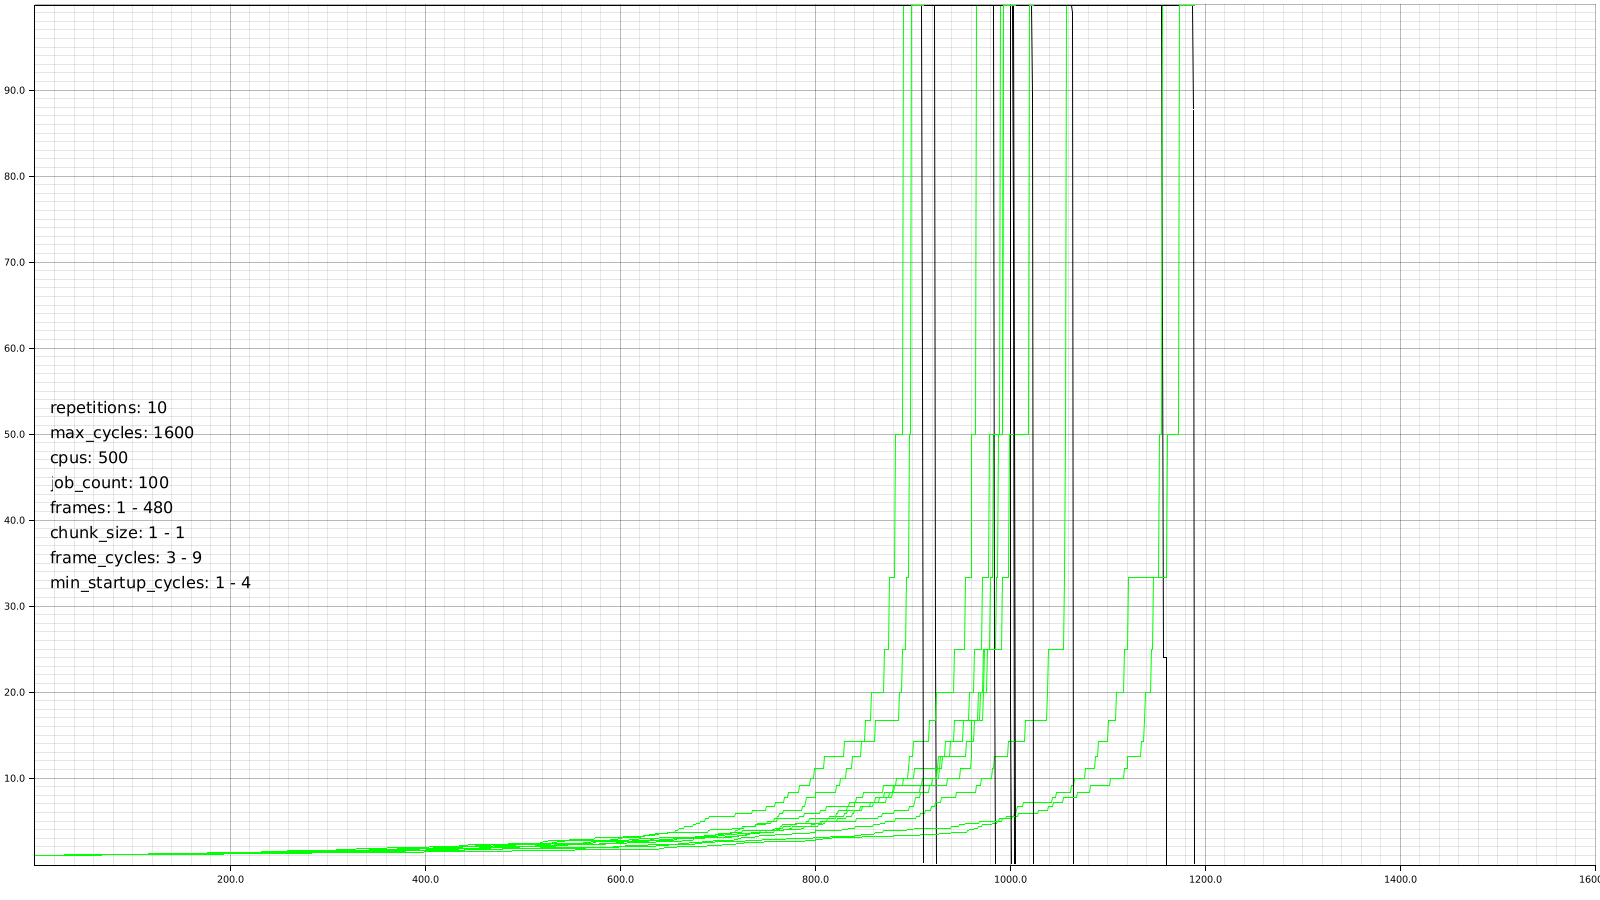 90.0
80.0
70.0
60.0
50.0
40.0
30.0
20.0
10.0
repetitions: 10
max_cycles: 1600
cpus: 500
job_count: 100
frames: 1 - 480
chunk_size: 1 - 1
frame_cycles: 3 - 9
min_startup_cycles: 1 - 4
200.0 400.0 600.0 800.0 1000.0 1200.0 1400.0 1600